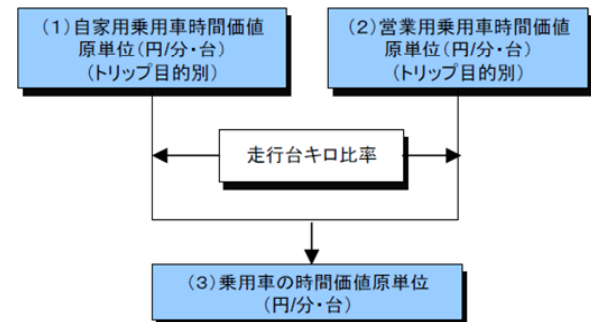 (1)自家用乗用車時間価値
原単位(円/分・台)
(トリップ目的別)
(2)営業用乗用車時間価値
原単位(円/分・台)
(トリップ目的別)
走行台キロ比率
(3)乗用車の時間価値原単位
(円/分・台)